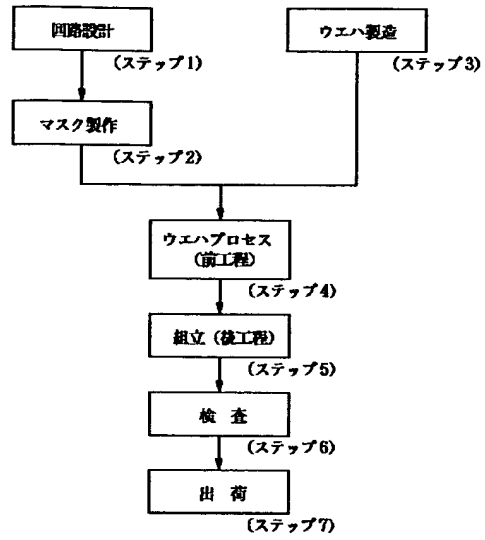 回路設計
(ステップ1)
マスク製作
(ステップ2)
ウエハ製造
(ステップ3)
ウエハプロセス
(前工程)
(ステップ4)
組立(後工程)
(ステップ5)
検 査
(ステップ6)
出 荷
(ステップ7)